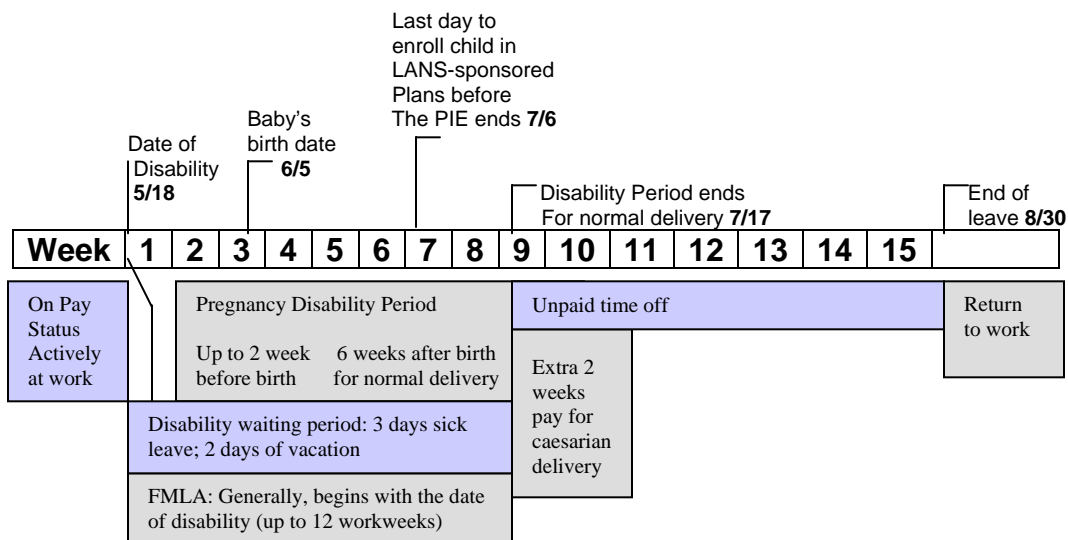 Last day to
enroll child in
LANS-sponsored
Plans before
The PIE ends 7/6
Baby's
birth date
6/5
Date of
Disability
5/18
Disability Period ends
For normal delivery 7/17
End of
leave 8/30
Week 1 2 3 4 5 6 7 8 9 10 11 12 13 14 15
On Pay
Status
Actively
at work
Pregnancy Disability Period
Up to 2 week
before birth
6 weeks after birth
for normal delivery
Unpaid time off
Return
to work
Extra 2
weeks
pay for
caesarian
delivery
Disability waiting period: 3 days sick
leave; 2 days of vacation
FMLA: Generally, begins with the date
of disability (up to 12 workweeks)